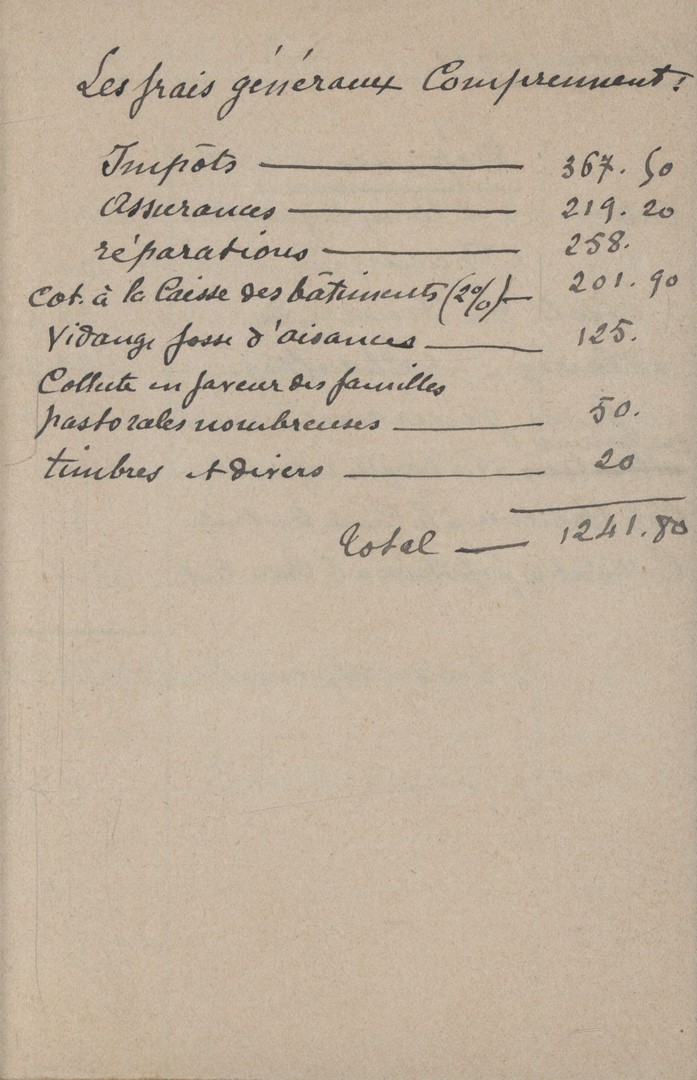 Les frais généraux Comprennent:
Impôts — 367.50
Assurances — 219.20
réparations — 258.
cot. à la Caisse des bâtiments (2%) — 201.90
Vidange fosse d'aisances — 125.
Collecte en faveur des familles
pastorales nombreuses — 50.
timbres et divers — 20
Total — 1241.80